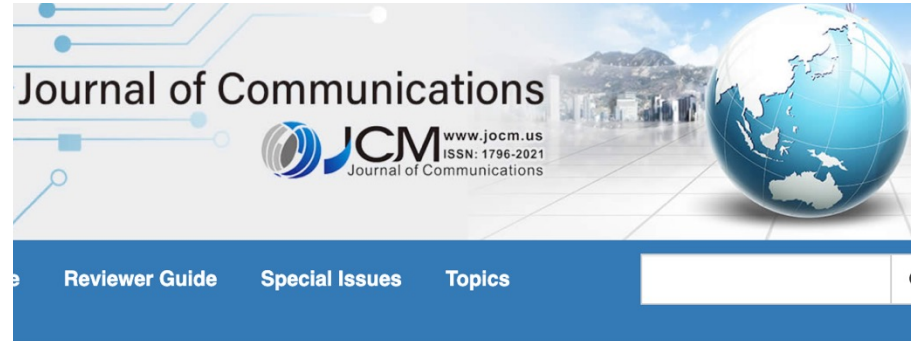 Journal of Communications
JCM
www.jocm.us
ISSN: 1796-2021
Journal of Communications
e Reviewer Guide Special Issues Topics